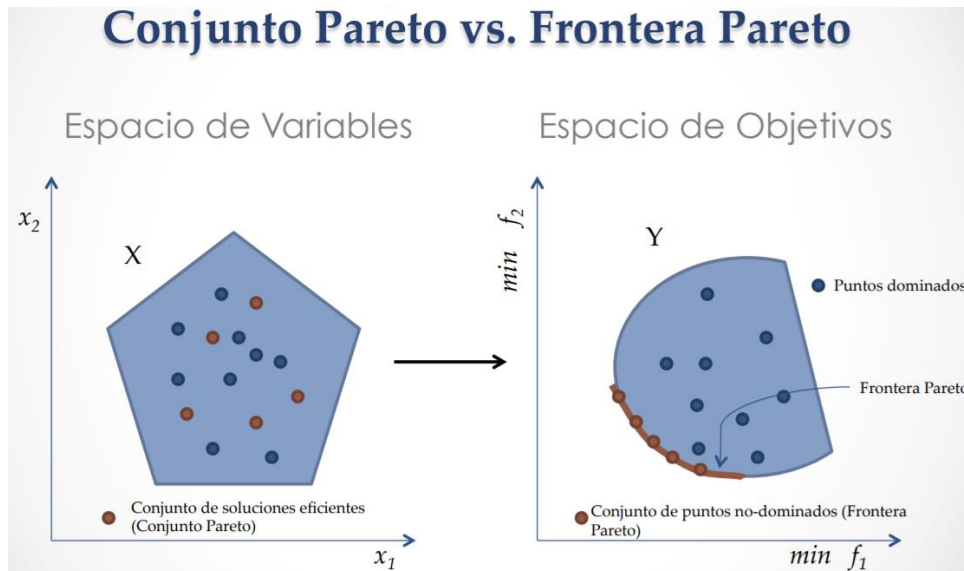 Conjunto Pareto vs. Frontera Pareto
Espacio de Variables
Espacio de Objetivos
x2
X
x1
Conjunto de soluciones eficientes
(Conjunto Pareto)
min f2
Y
Puntos dominados
Frontera Pareto
Conjunto de puntos no-dominados (Frontera
Pareto)
min f1